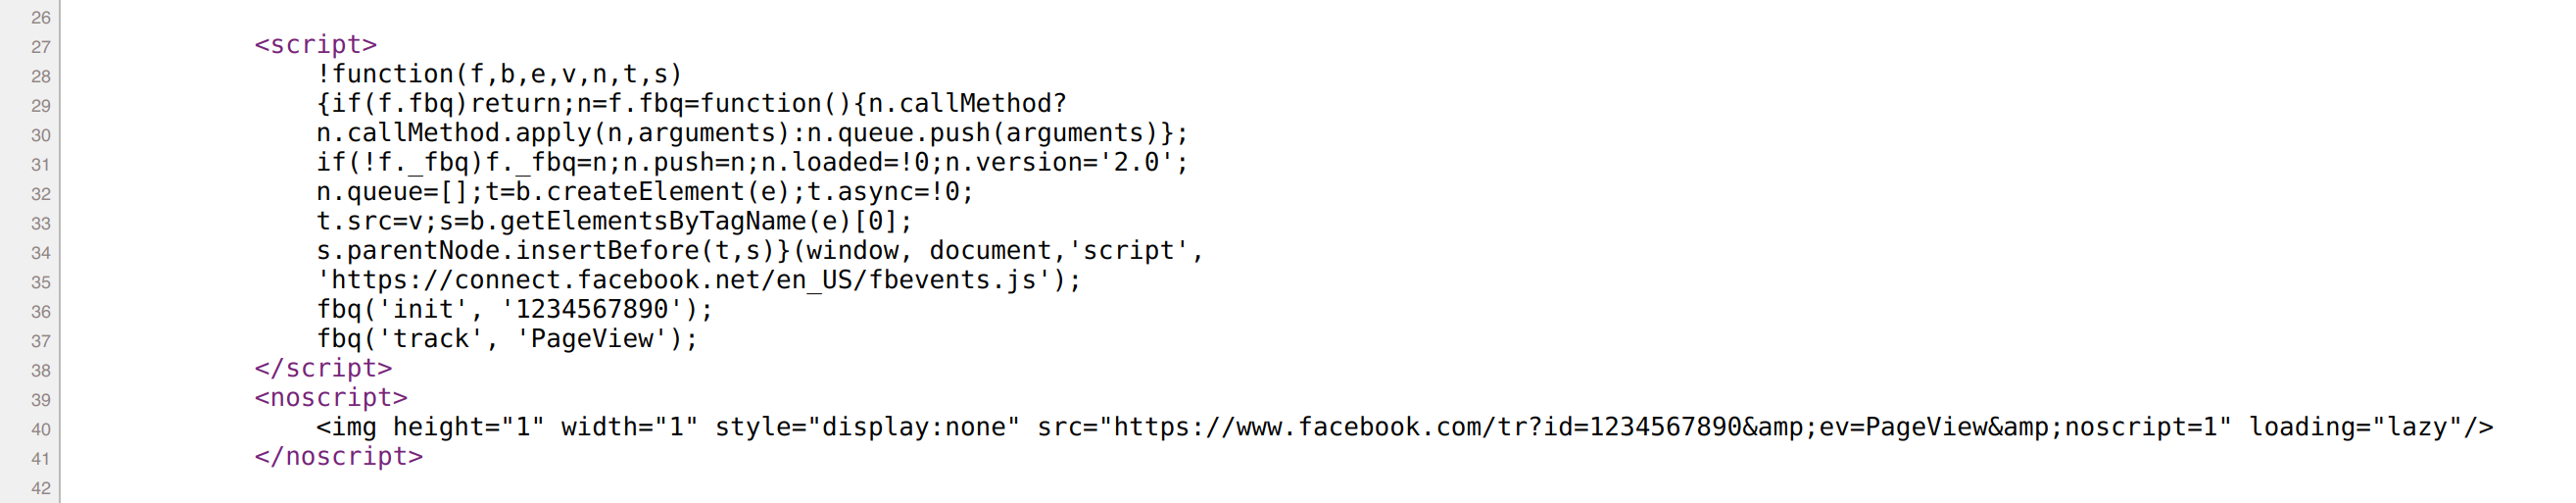 26
27 <script>
28 !function(f,b,e,v,n,t,s)
29 {if(f.fbq)return;n=f.fbq=function(){n.callMethod?
30 n.callMethod.apply(n,arguments):n.queue.push(arguments)};
31 if(!f._fbq)f._fbq=n;n.push=n;n.loaded=!0;n.version='2.0';
32 n.queue=[];t=b.createElement(e);t.async=!0;
33 t.src=v;s=b.getElementsByTagName(e)[0];
34 s.parentNode.insertBefore(t,s)}(window, document,'script',
35 'https://connect.facebook.net/en_US/fbevents.js');
36 fbq('init', '1234567890');
37 fbq('track', 'PageView');
38 </script>
39 <noscript>
40 <img height="1" width="1" style="display:none" src="https://www.facebook.com/tr?id=1234567890&amp;ev=PageView&amp;noscript=1" loading="lazy"/>
41 </noscript>
42